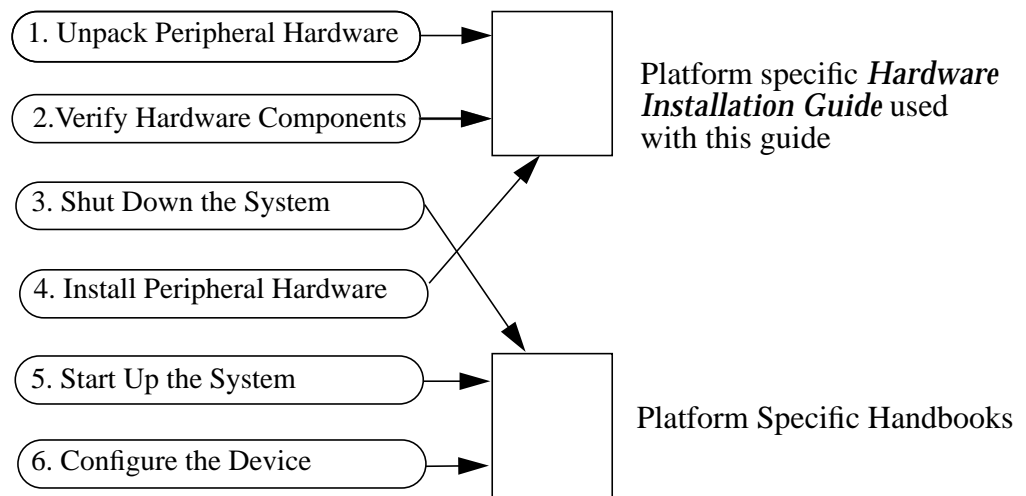 1. Unpack Peripheral Hardware
2.Verify Hardware Components
Platform specific Hardware
Installation Guide used
with this guide
3. Shut Down the System
4. Install Peripheral Hardware
5. Start Up the System
6. Configure the Device
Platform Specific Handbooks